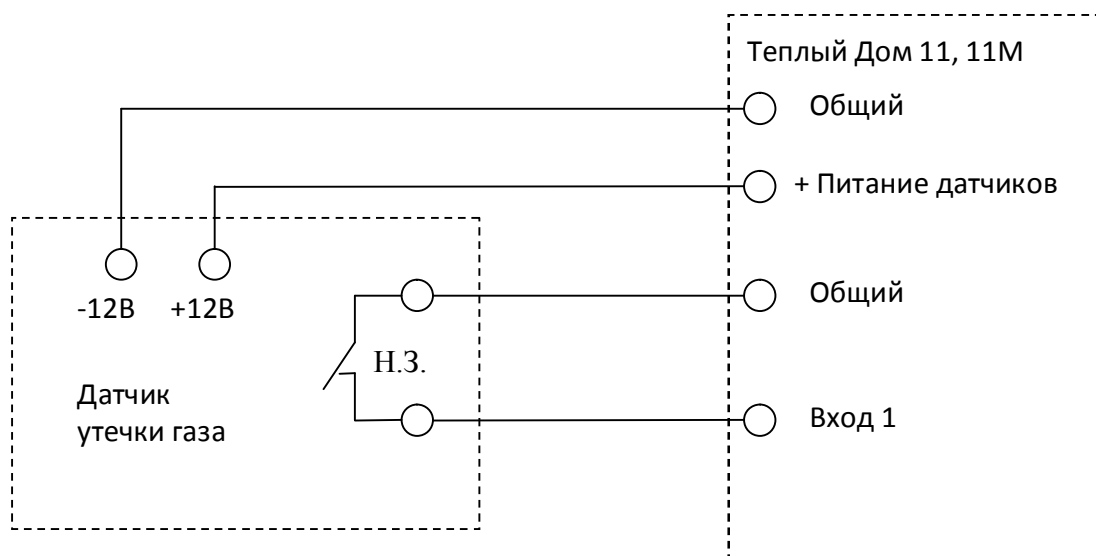 Теплый Дом 11, 11М
Общий
+ Питание датчиков
-12В +12В
Общий
Н.З.
Датчик
утечки газа
Вход 1